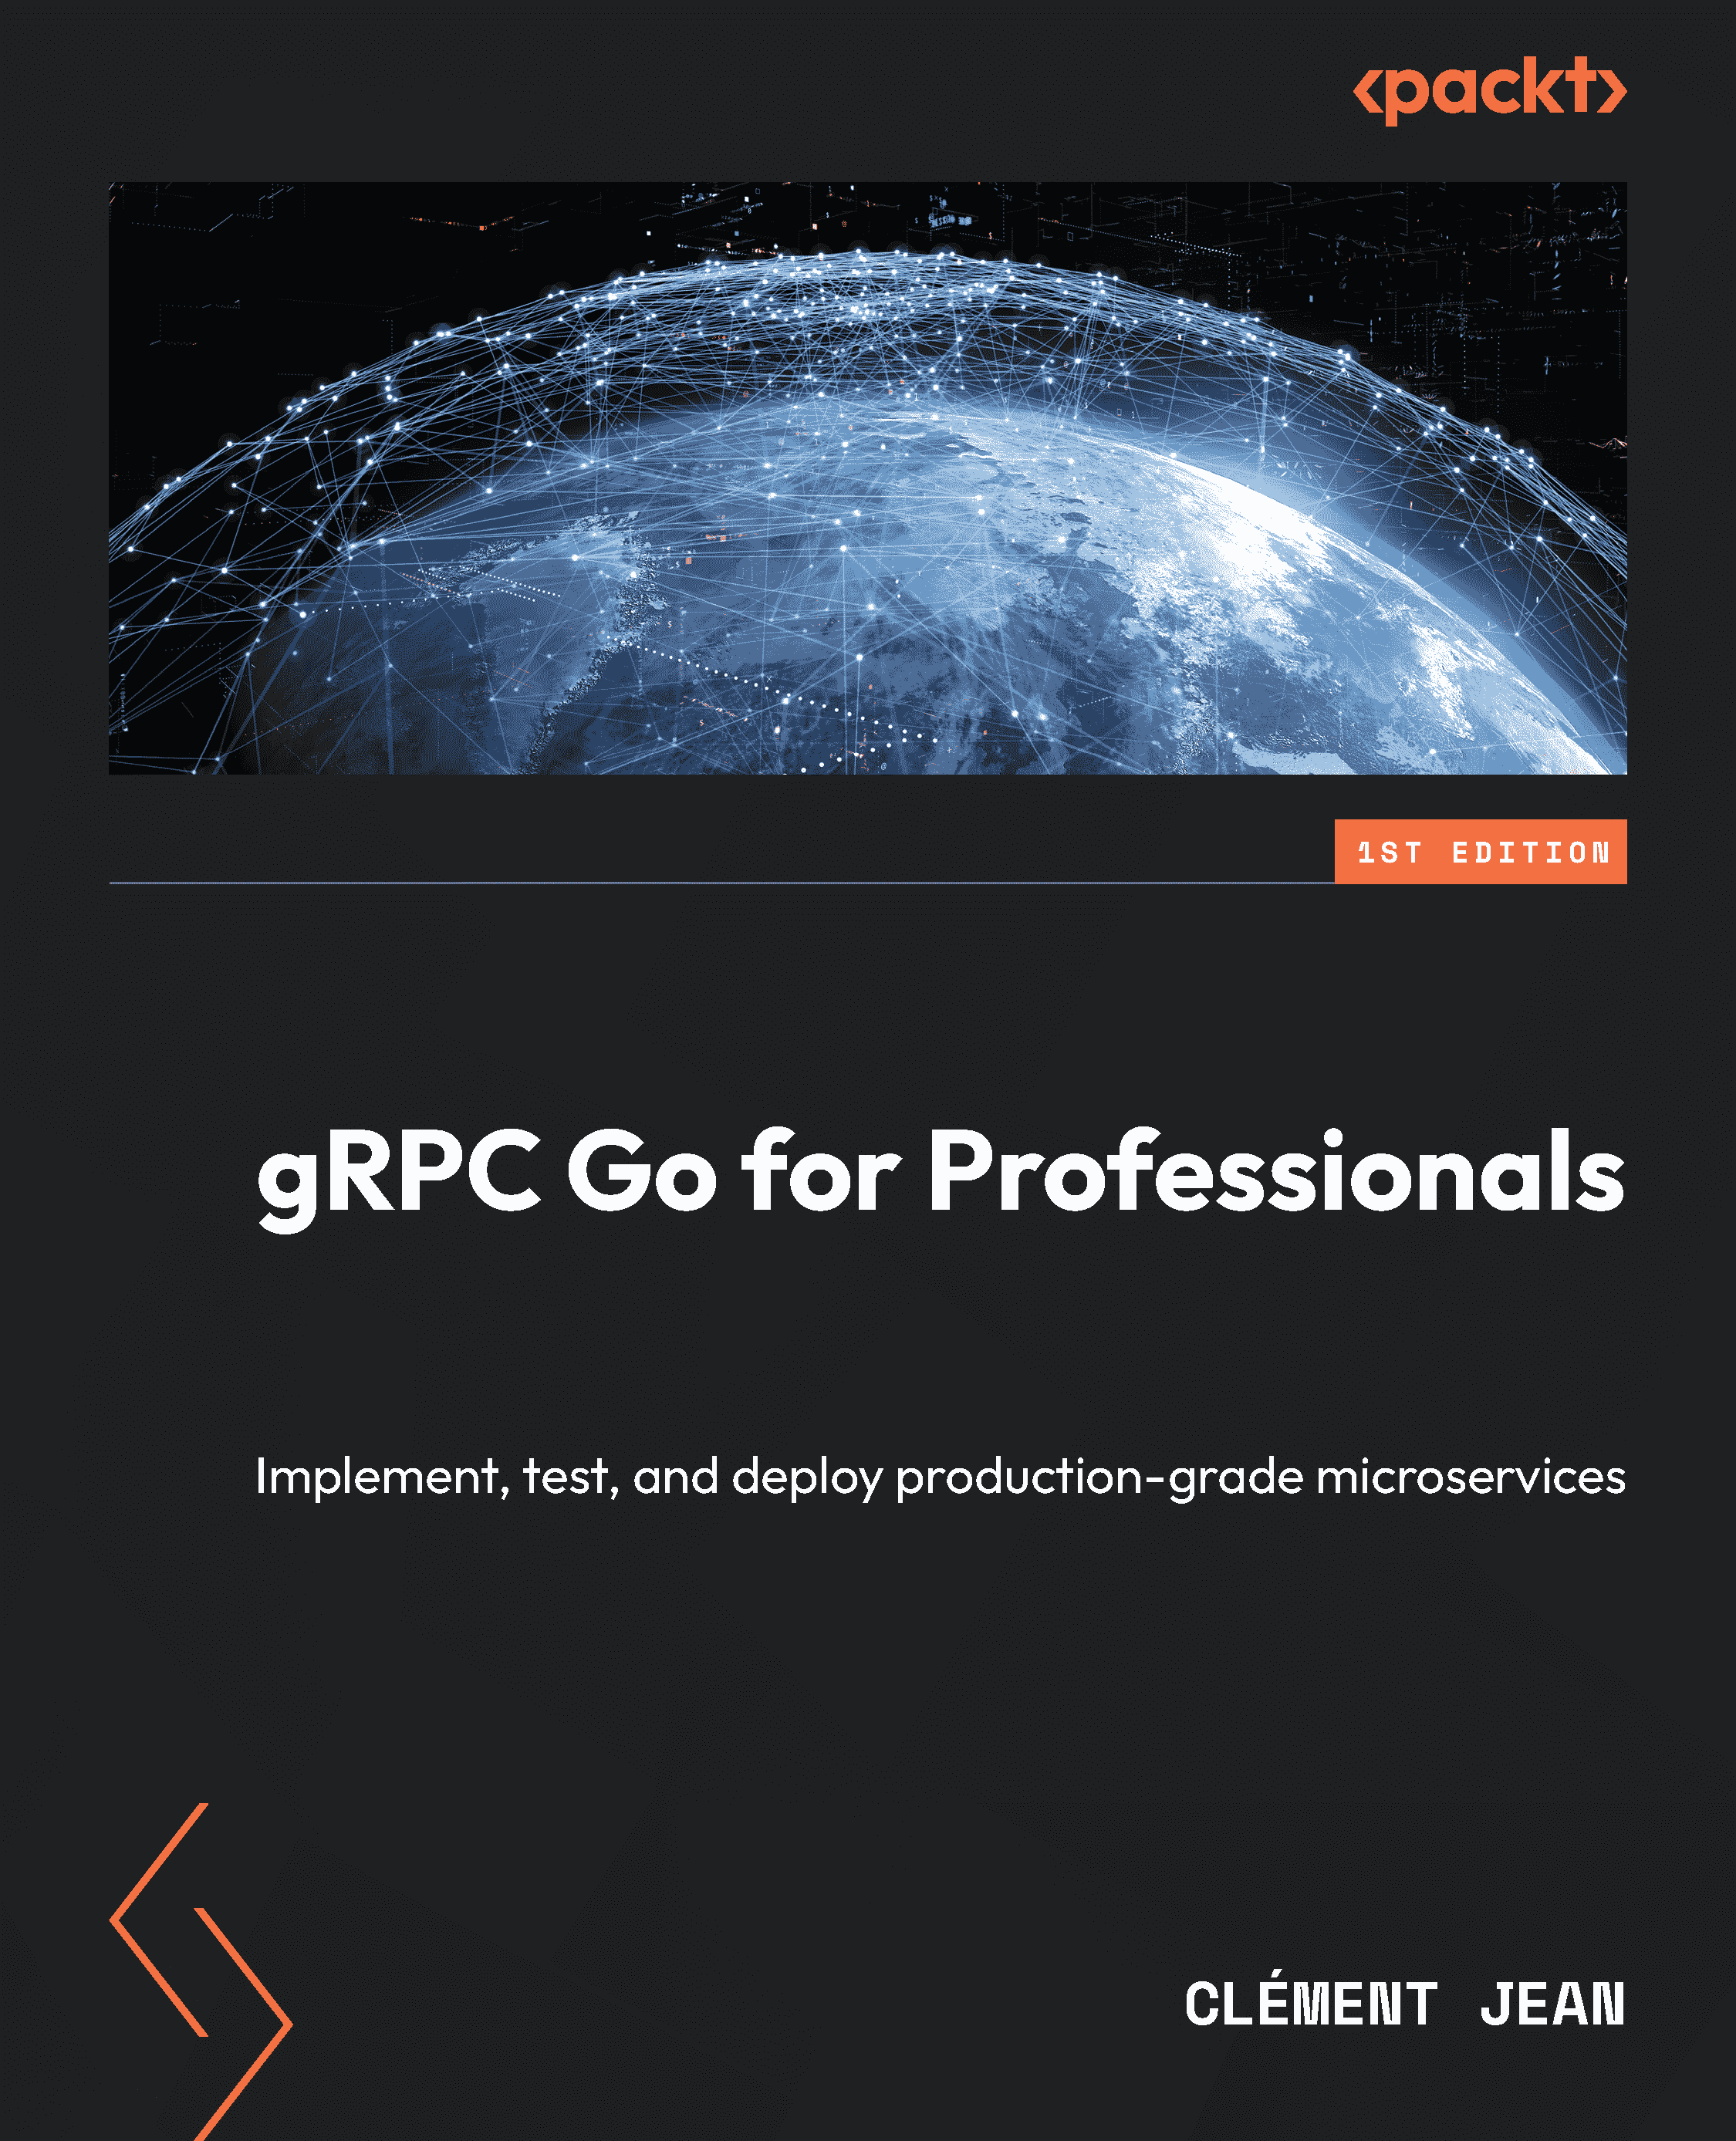 <packt>
1ST EDITION
gRPC Go for Professionals
Implement, test, and deploy production-grade microservices
CLÉMENT JEAN